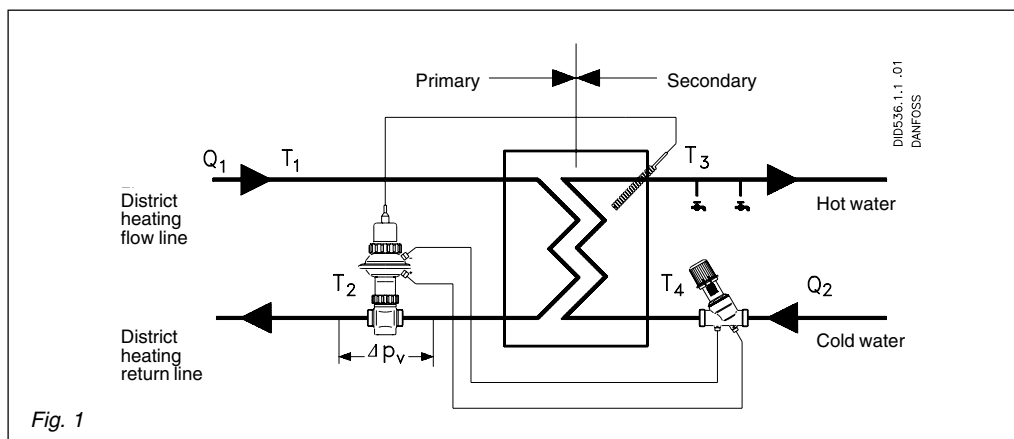 Primary
Secondary
DID536.1.1 .01
DANFOSS
Q1
T1
T3
District
heating
flow line
Hot water
T2
T4
Q2
District
heating
return line
Δpv
Cold water
Fig. 1